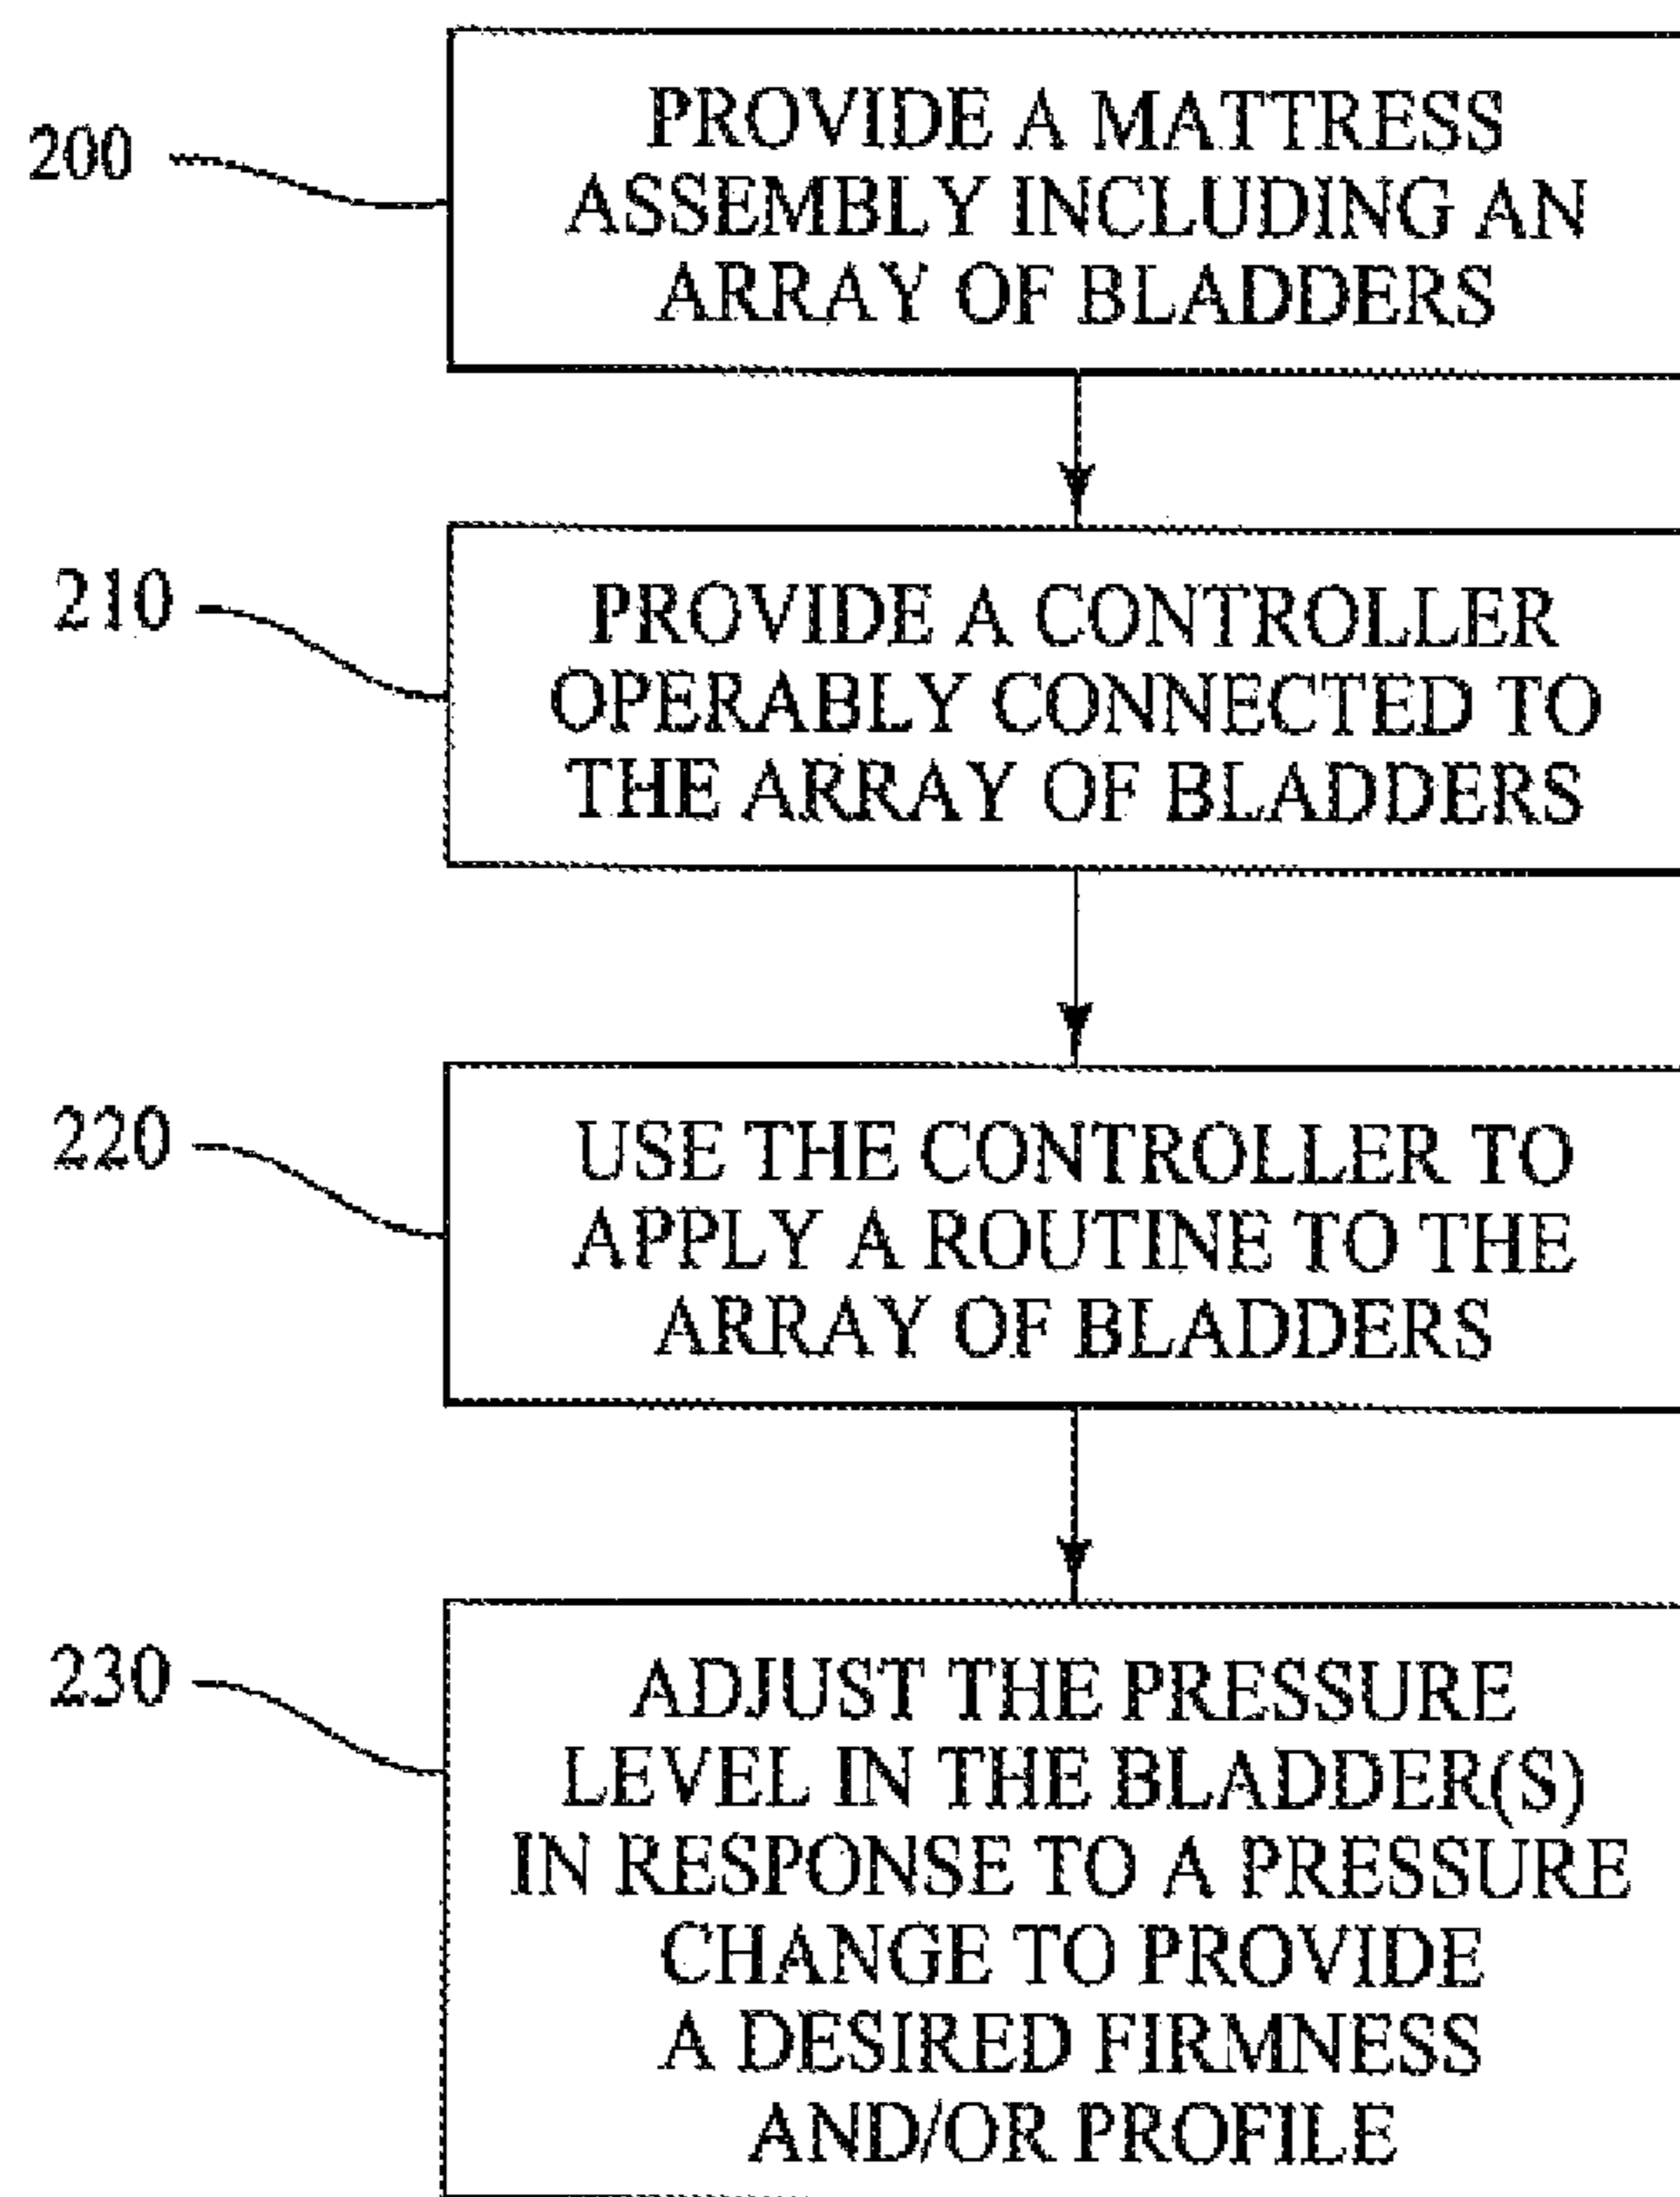 200
PROVIDE A MATTRESS
ASSEMBLY INCLUDING AN
ARRAY OF BLADDERS
210
PROVIDE A CONTROLLER
OPERABLY CONNECTED TO
THE ARRAY OF BLADDERS
220
USE THE CONTROLLER TO
APPLY A ROUTINE TO THE
ARRAY OF BLADDERS
230
ADJUST THE PRESSURE
LEVEL IN THE BLADDER(S)
IN RESPONSE TO A PRESSURE
CHANGE TO PROVIDE
A DESIRED FIRMNESS
AND/OR PROFILE